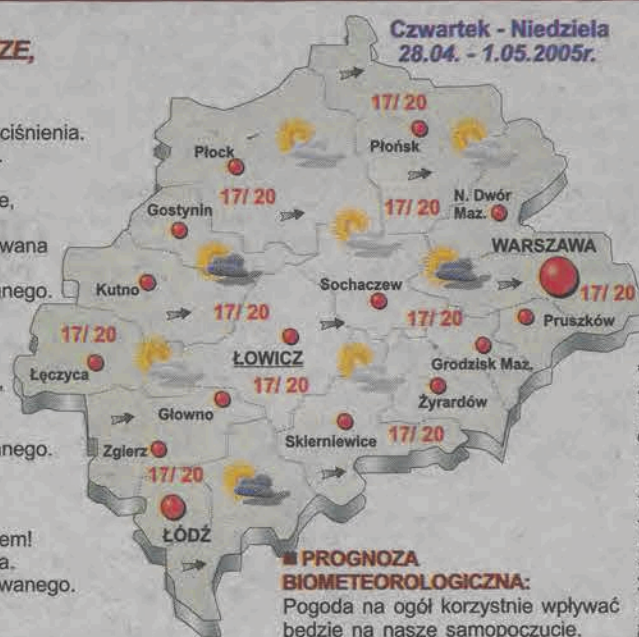 ZE,
ciśnienia.
e,
wana
nego.
nego.
em!
a.
wanego.
Czwartek - Niedziela
28.04. - 1.05.2005r.
17/ 20
Płońsk
Płock
17/ 20
17/ 20
N. Dwór
Maz.
Gostynin
WARSZAWA
17/ 20
Kutno
Sochaczew
17/ 20
17/ 20
Pruszków
17/ 20
Łęczyca
ŁOWICZ
17/ 20
Grodzisk Maz.
Żyrardów
Głowno
Skierniewice
17/ 20
Zgierz
17/ 20
ŁÓDŹ
■ PROGNOZA
BIOMETEOROLOGICZNA:
Pogoda na ogół korzystnie wpływać
będzie na nasze samopoczucie.